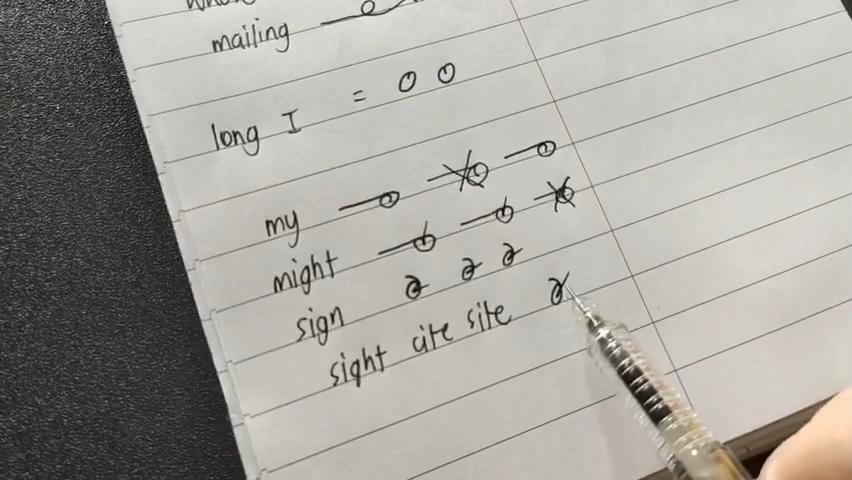 mailing
long I =
my
might
sign
sight cite site